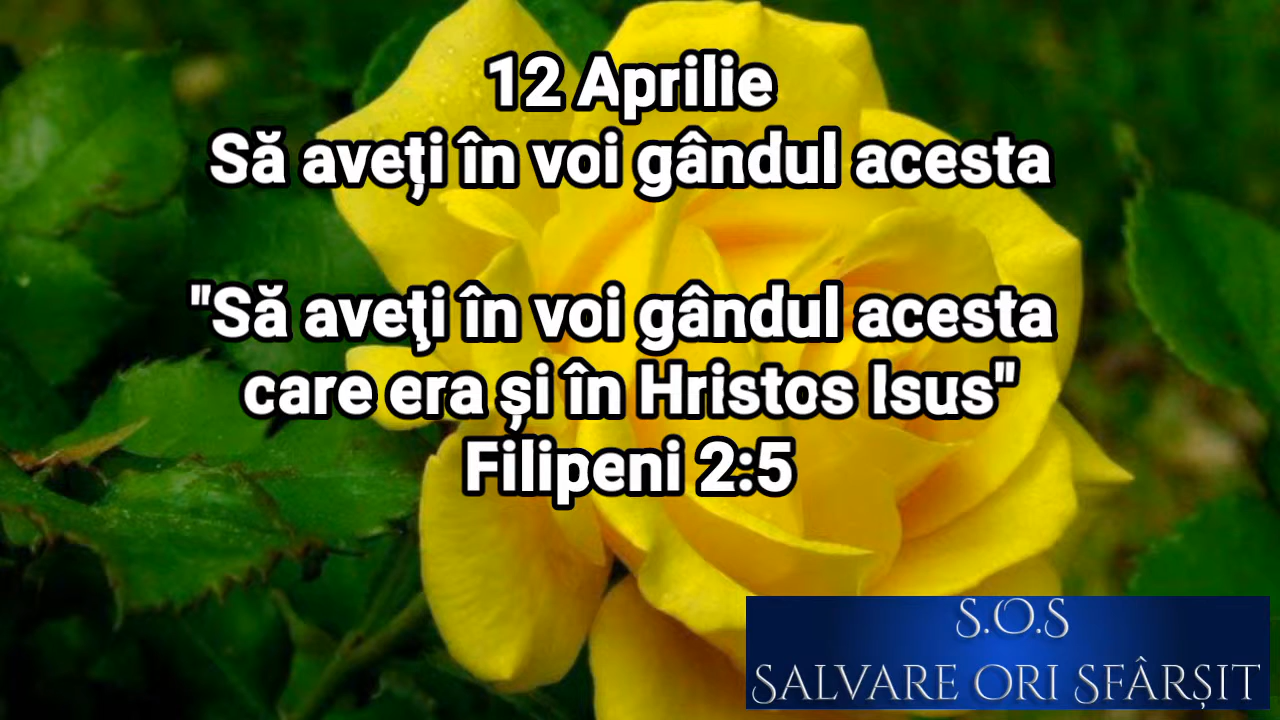 12 Aprilie
Să aveți în voi gândul acesta
"Să aveţi în voi gândul acesta
care era și în Hristos Isus"
Filipeni 2:5
S.O.S
SALVARE ORI SFÂRȘIT